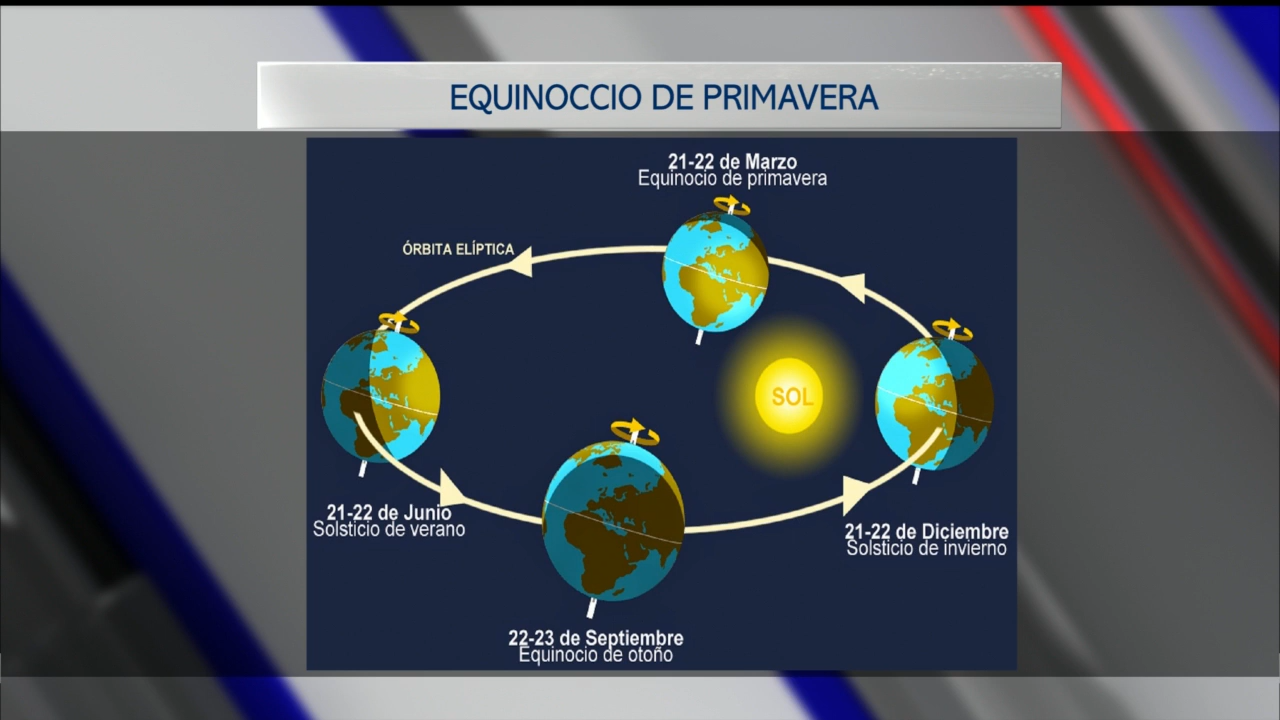 EQUINOCCIO DE PRIMAVERA
21-22 de Marzo
Equinocio de primavera
ÓRBITA ELÍPTICA
SOL
21-22 de Junio
Solsticio de verano
21-22 de Diciembre
Solsticio de invierno
22-23 de Septiembre
Equinocio de otoño